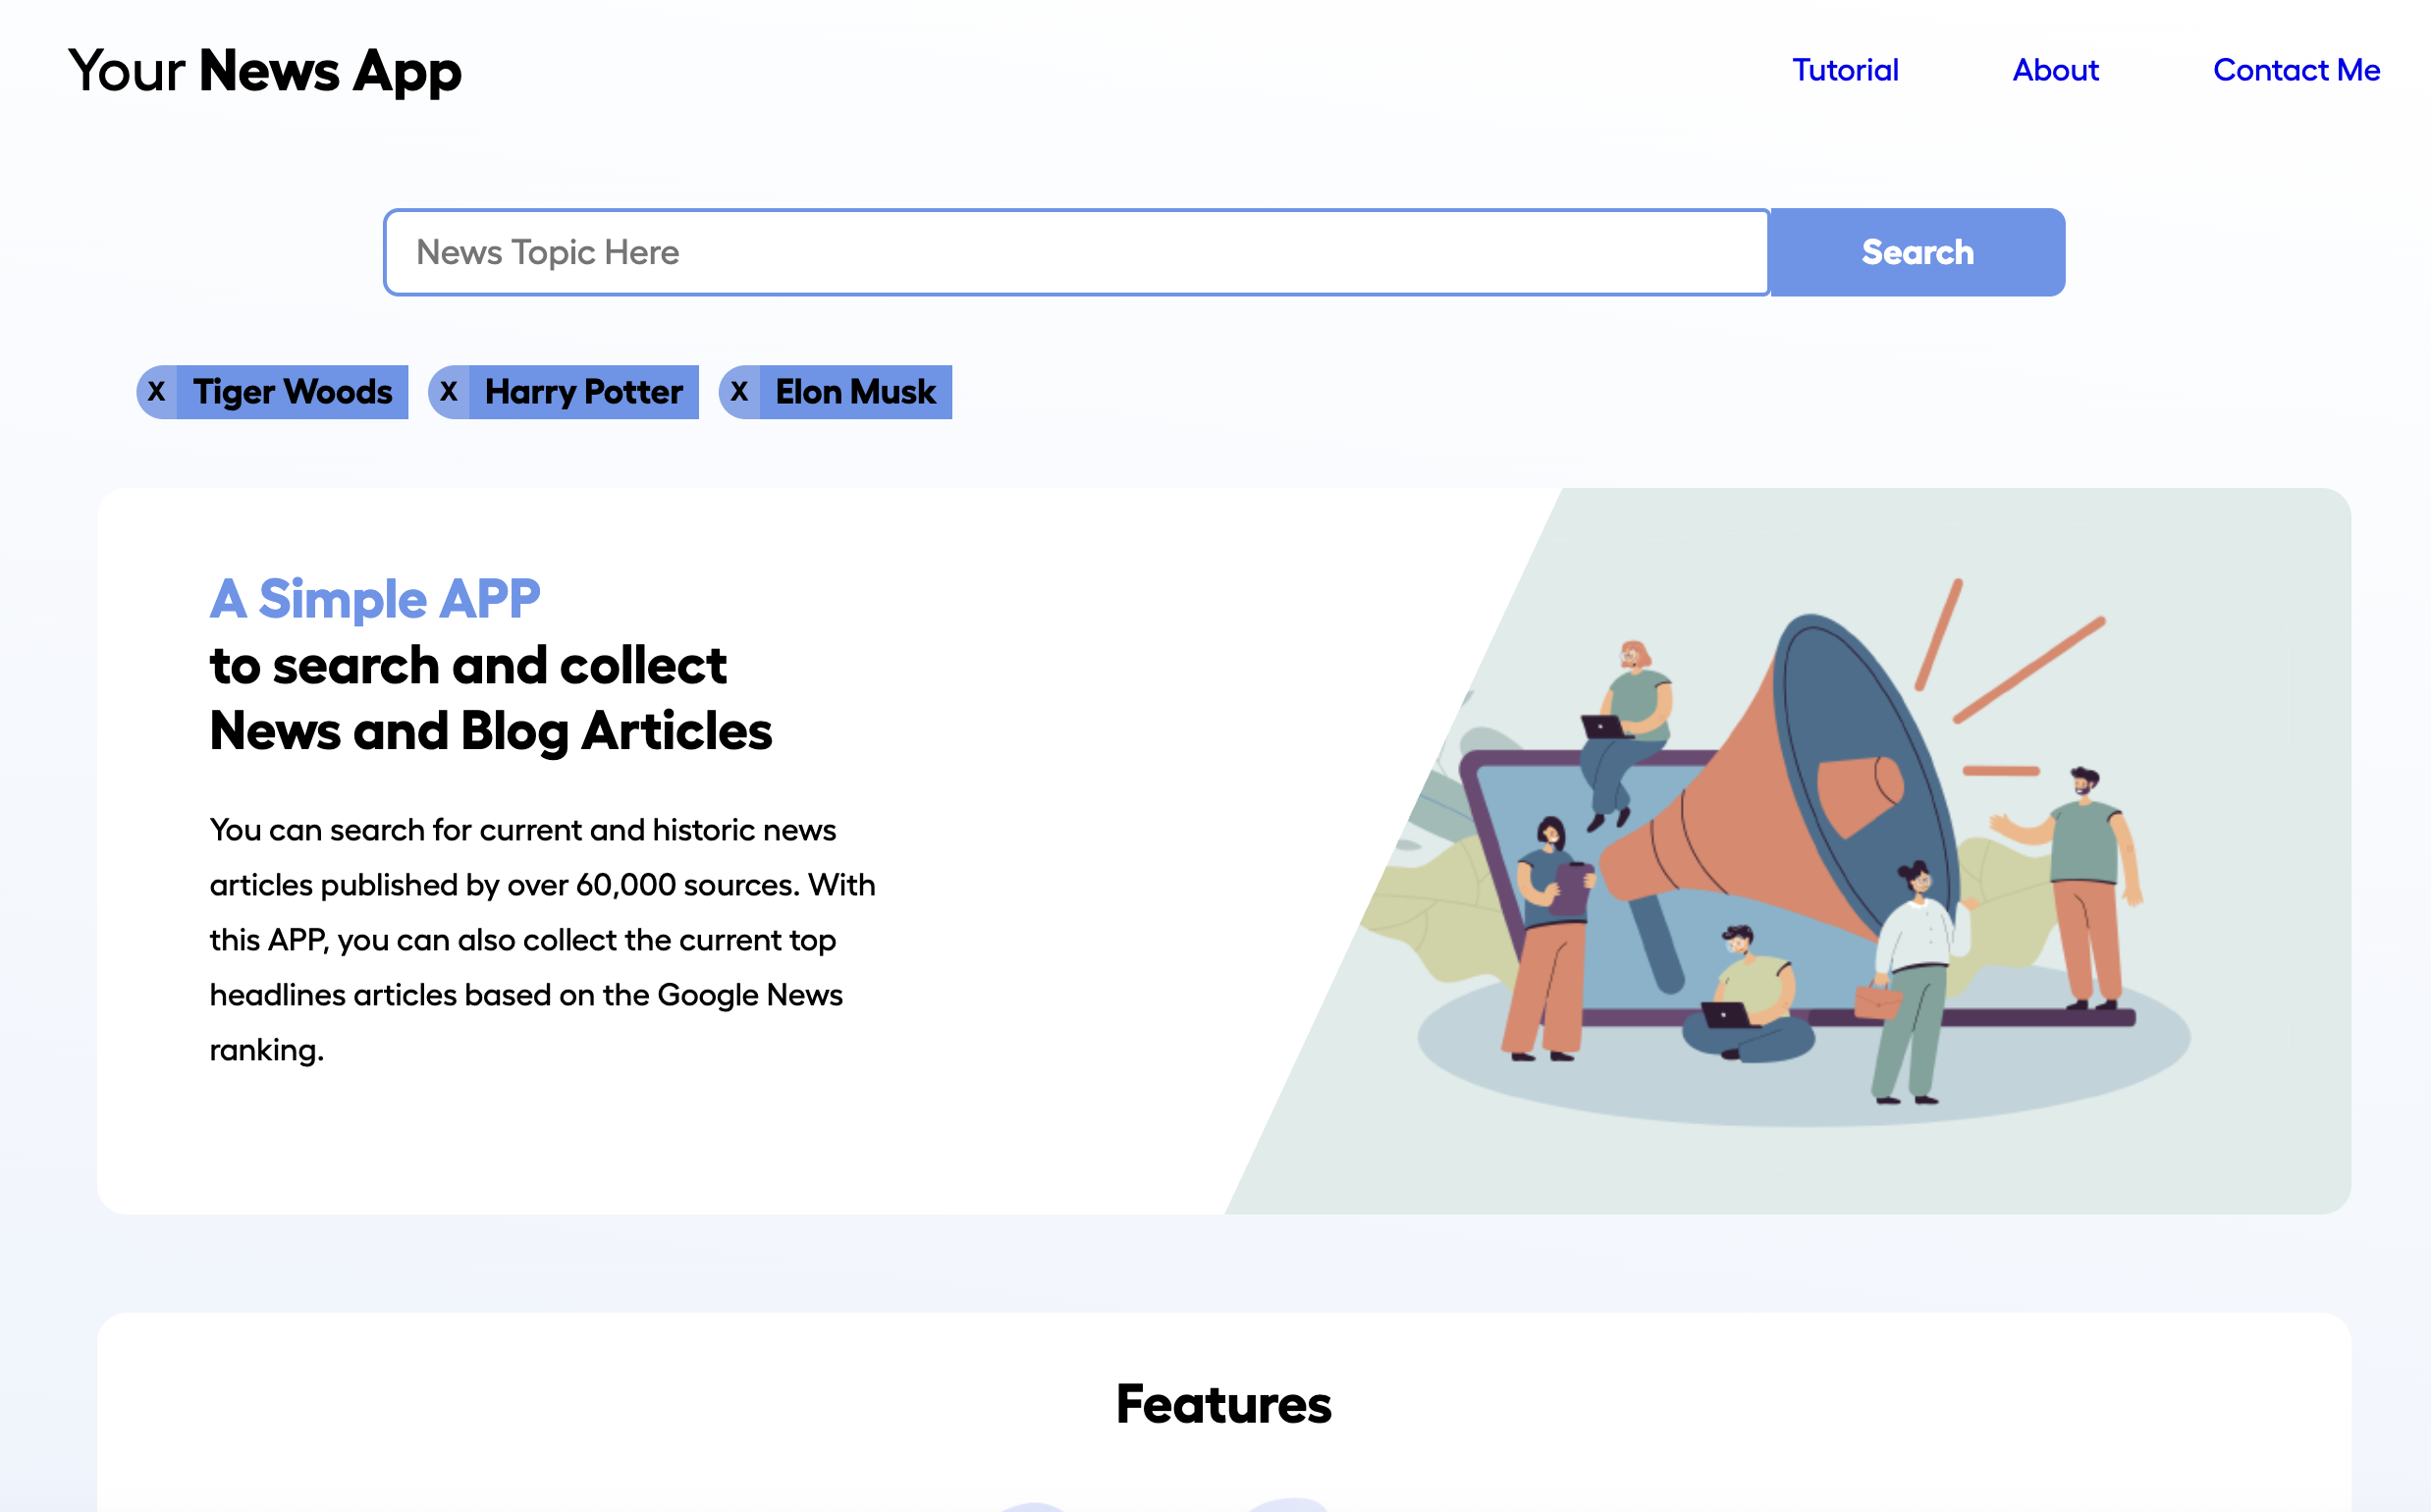 Your News App
Tutorial
About
Contact Me
News Topic Here
Search
X Tiger Woods
X Harry Potter
X Elon Musk
A Simple APP
to search and collect
News and Blog Articles
You can search for current and historic news
articles published by over 60,000 sources. With
this APP, you can also collect the current top
headlines articles based on the Google News
ranking.
Features